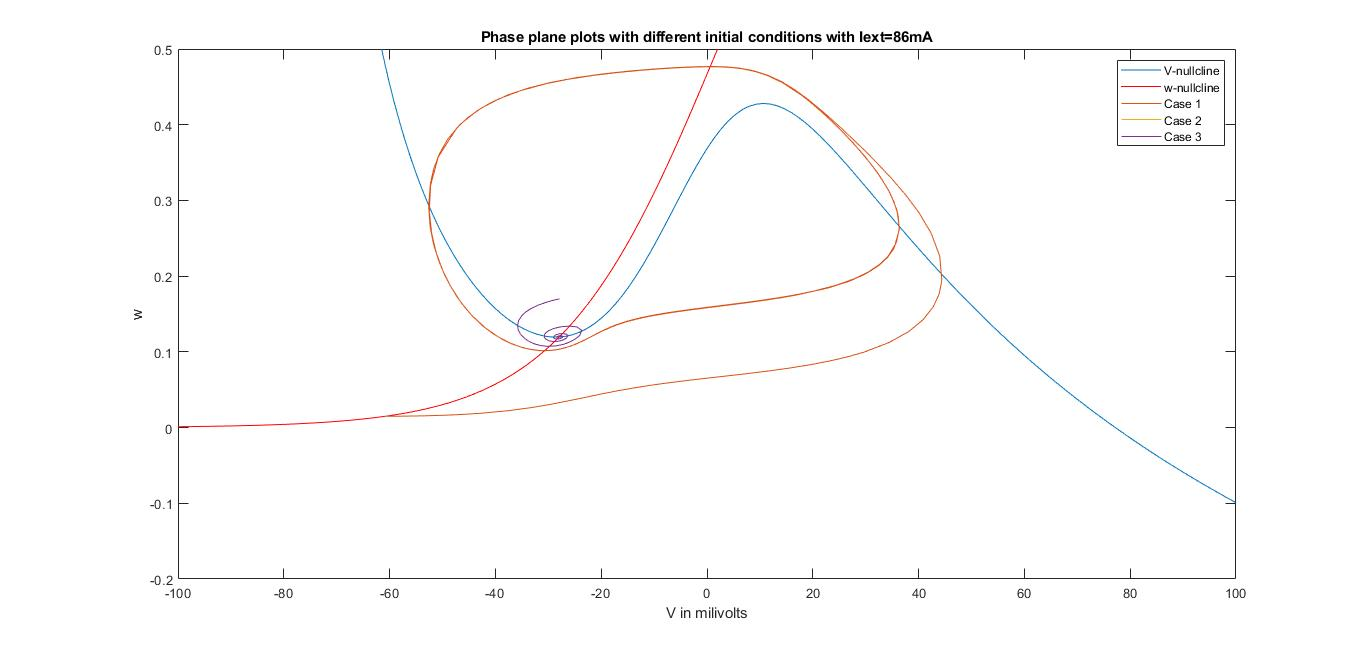 Phase plane plots with different initial conditions with Iext=86mA
V-nullcline
w-nullcline
Case 1
Case 2
Case 3
0.5
0.4
0.3
0.2
0.1
0
-0.1
-0.2
w
-100 -80 -60 -40 -20 0 20 40 60 80 100
V in milivolts